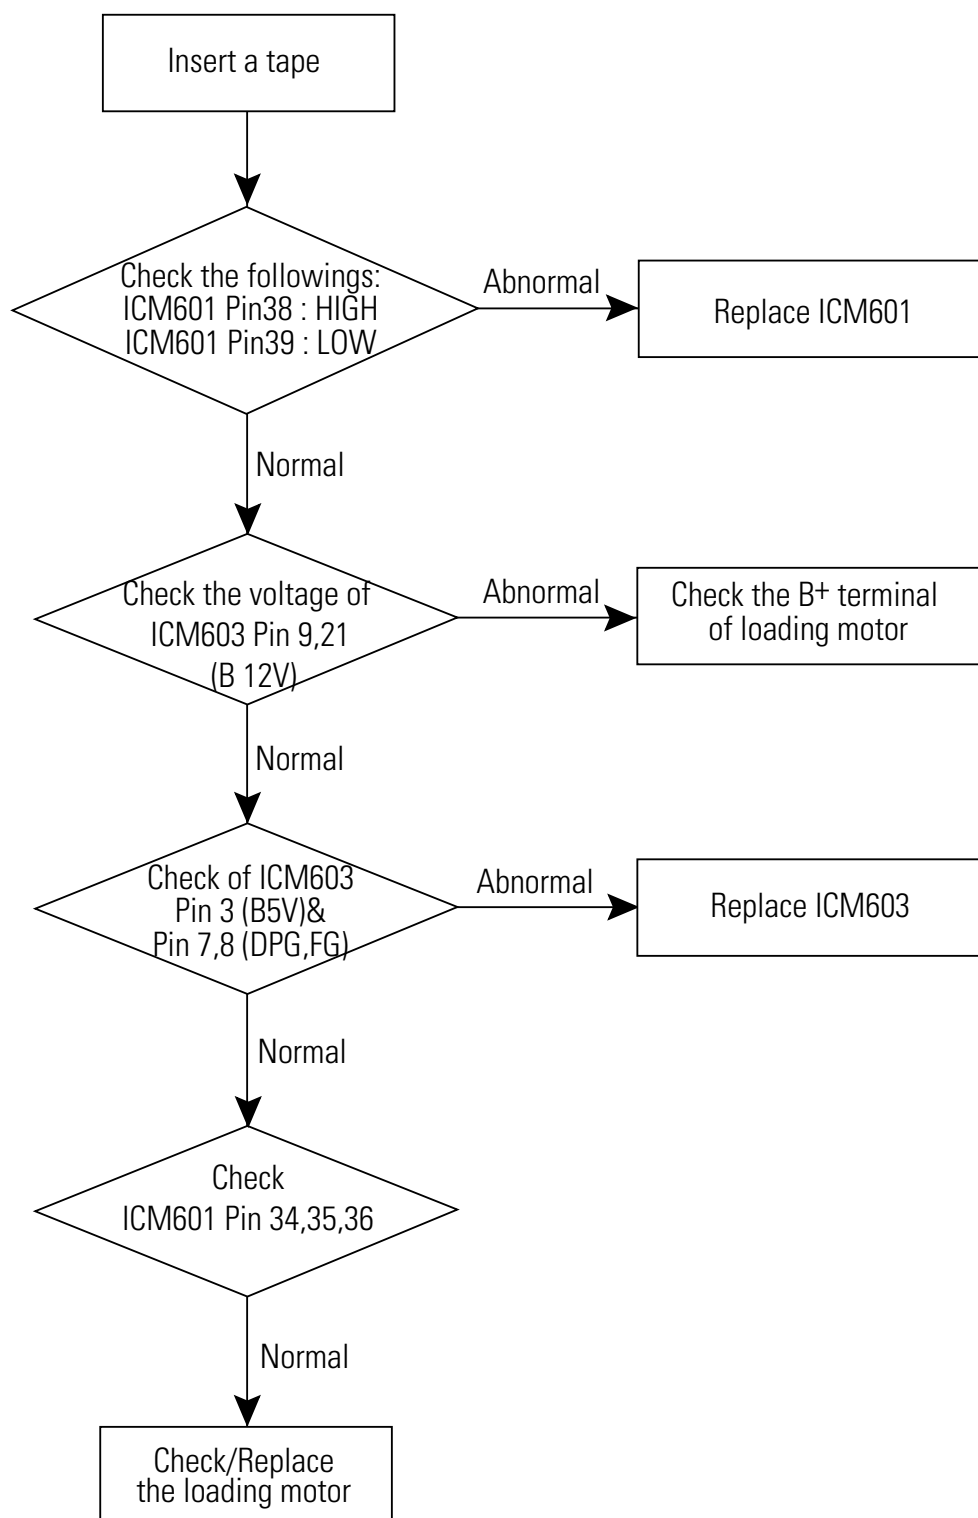 Insert a tape
Check the followings:
ICM601 Pin38 : HIGH
ICM601 Pin39 : LOW
Abnormal
Replace ICM601
Normal
Check the voltage of
ICM603 Pin 9,21
(B 12V)
Abnormal
Check the B+ terminal
of loading motor
Normal
Check of ICM603
Pin 3 (B5V)&
Pin 7,8 (DPG,FG)
Abnormal
Replace ICM603
Normal
Check
ICM601 Pin 34,35,36
Normal
Check/Replace
the loading motor